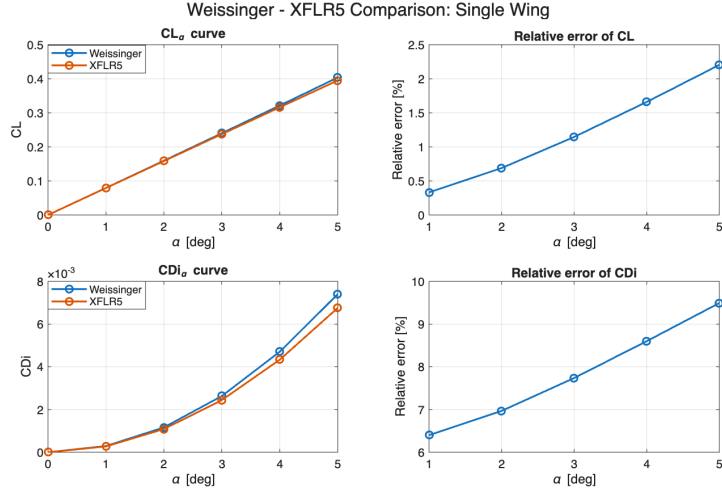 Weissinger - XFLR5 Comparison: Single Wing
CLα curve
Weissinger
XFLR5
CL
0.5
0.4
0.3
0.2
0.1
0
0 1 2 3 4 5
α [deg]
Relative error of CL
Relative error [%]
2.5
2
1.5
1
0.5
0
1 2 3 4 5
α [deg]
×10-3
CDiα curve
Weissinger
XFLR5
CDi
8
6
4
2
0
0 1 2 3 4 5
α [deg]
Relative error of CDi
Relative error [%]
10
9
8
7
6
1 2 3 4 5
α [deg]